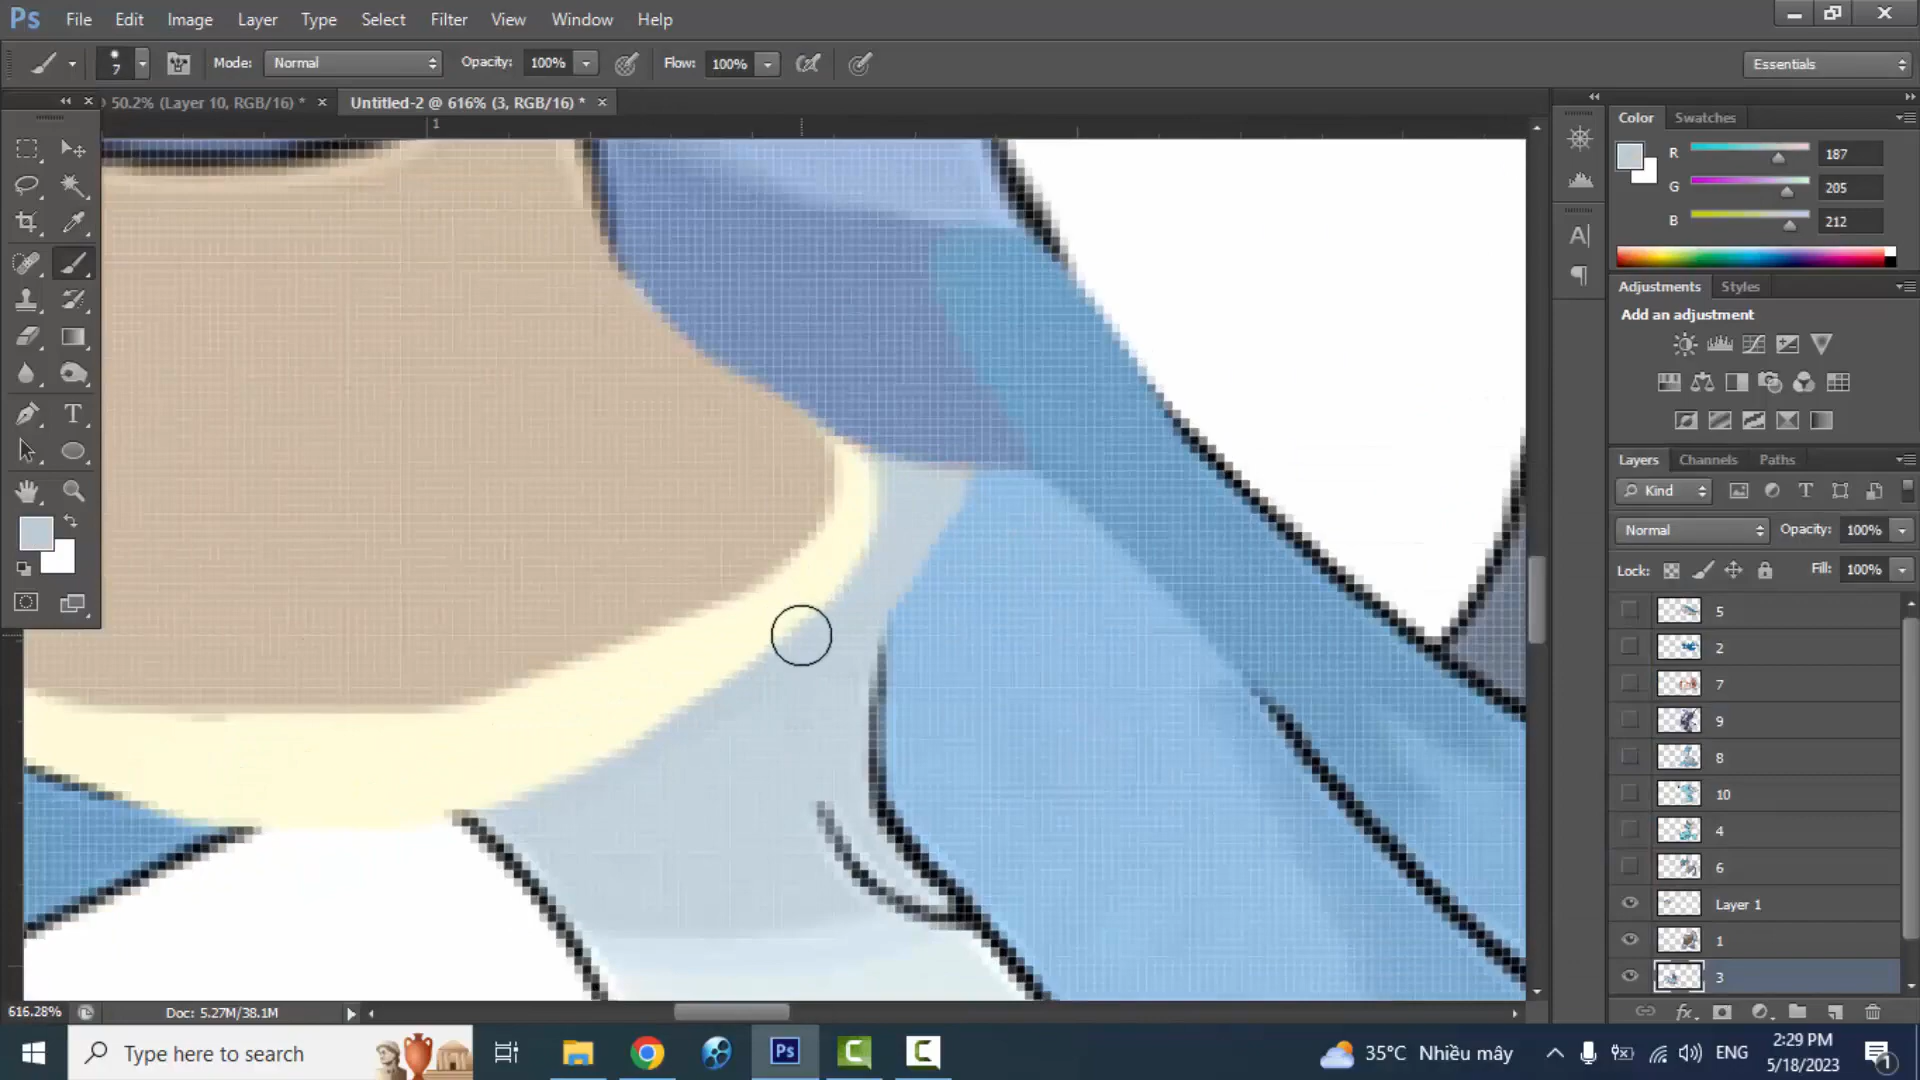 Ps File Edit Image Layer Type Select Filter View Window Help
7 Mode: Normal Opacity: 100% Flow: 100% Essentials
50.2% (Layer 10, RGB/16) * × Untitled-2 @ 616% (3, RGB/16) * ×
1
Color Swatches
R 187
G 205
B 212
Adjustments Styles
Add an adjustment
Layers Channels Paths
Kind
Normal Opacity: 100%
Lock: Fill: 100%
5
2
7
9
8
10
4
6
Layer 1
1
3
616.28% Doc: 5.27M/38.1M
Type here to search
Ps
35°C Nhiều mây
ENG
2:29 PM
5/18/2023
1